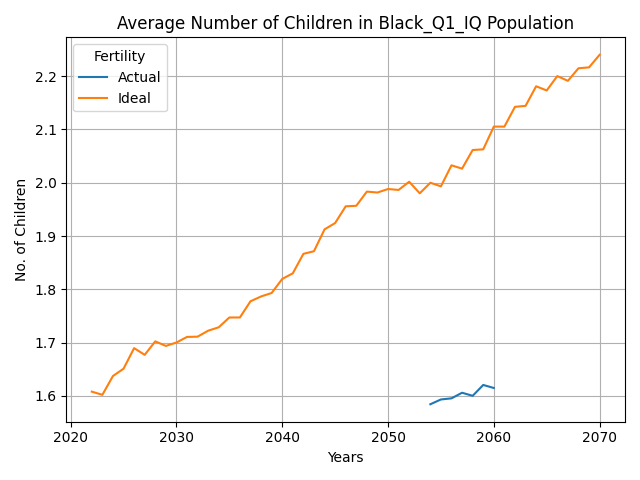 Average Number of Children in Black_Q1_IQ Population
Fertility
Actual
Ideal
No. of Children
2.2
2.1
2.0
1.9
1.8
1.7
1.6
2020 2030 2040 2050 2060 2070
Years